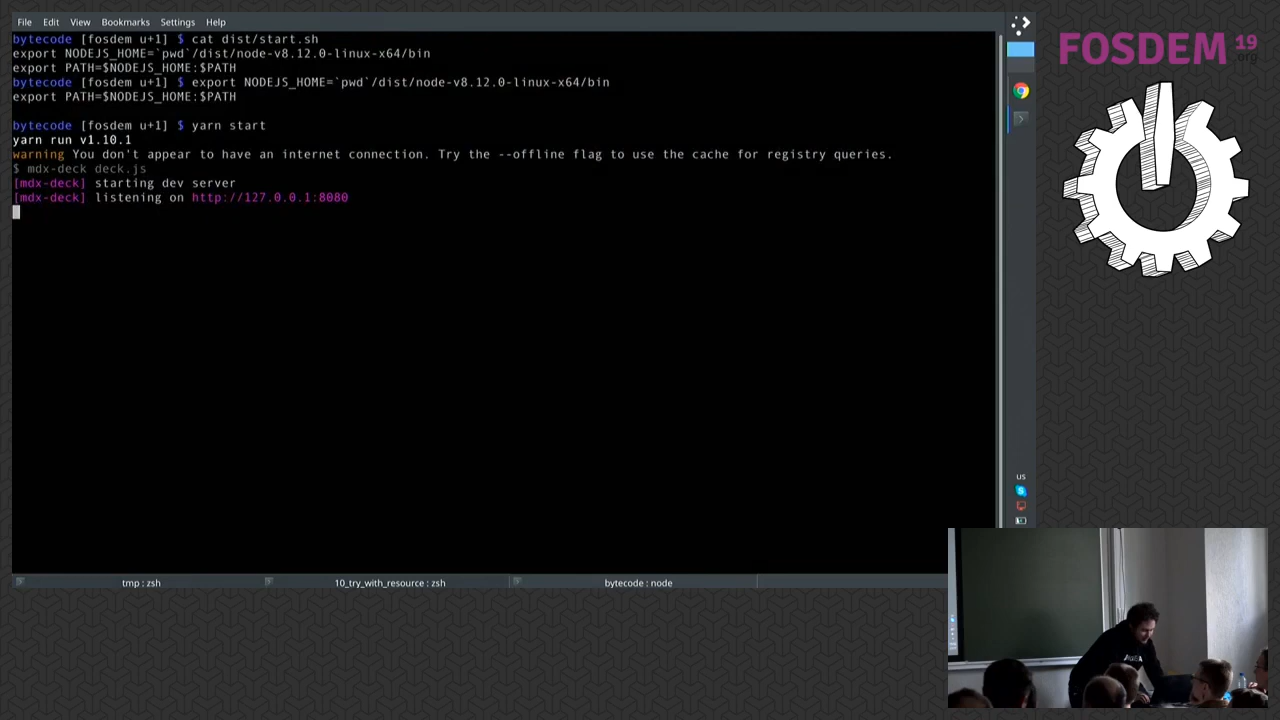 File Edit View Bookmarks Settings Help
bytecode [fosdem u+1] $ cat dist/start.sh
export NODEJS_HOME=`pwd`/dist/node-v8.12.0-linux-x64/bin
export PATH=$NODEJS_HOME:$PATH
bytecode [fosdem u+1] $ export NODEJS_HOME=`pwd`/dist/node-v8.12.0-linux-x64/bin
export PATH=$NODEJS_HOME:$PATH
bytecode [fosdem u+1] $ yarn start
yarn run v1.10.1
warning You don't appear to have an internet connection. Try the --offline flag to use the cache for registry queries.
$ mdx-deck deck.js
[mdx-deck] starting dev server
[mdx-deck] listening on http://127.0.0.1:8080
us
tmp : zsh
10_try_with_resource : zsh
bytecode : node
FOSDEM 19
.org